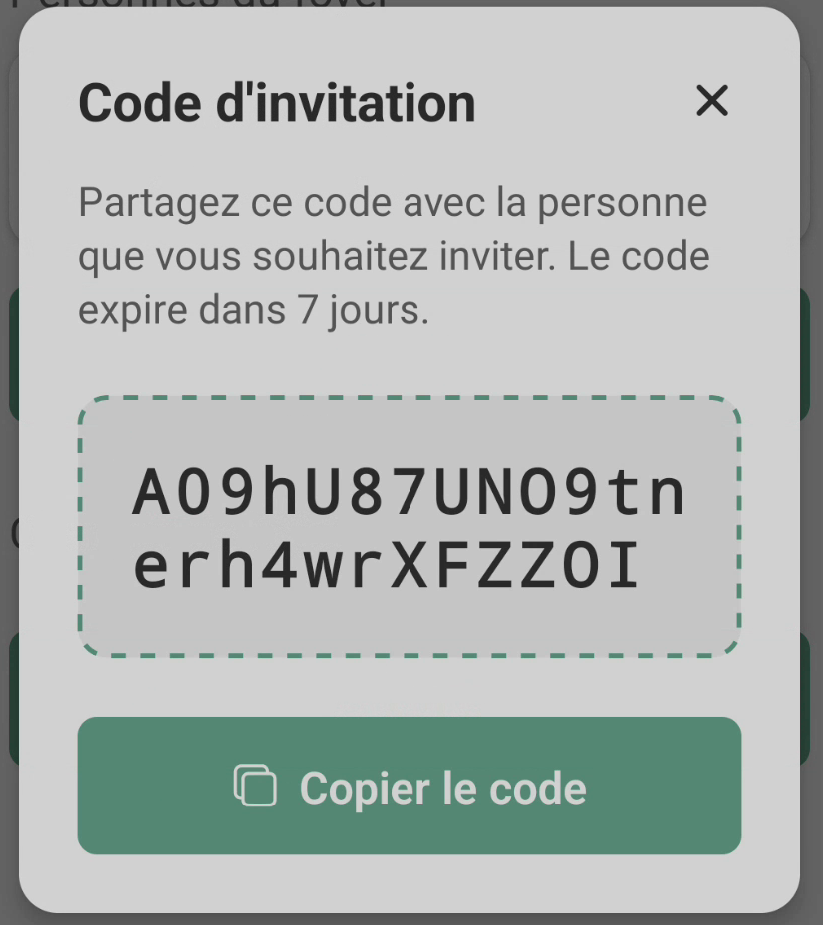 Code d'invitation
Partagez ce code avec la personne
que vous souhaitez inviter. Le code
expire dans 7 jours.
AO9hU87UNO9tn
erh4wrXFZZOI
Copier le code